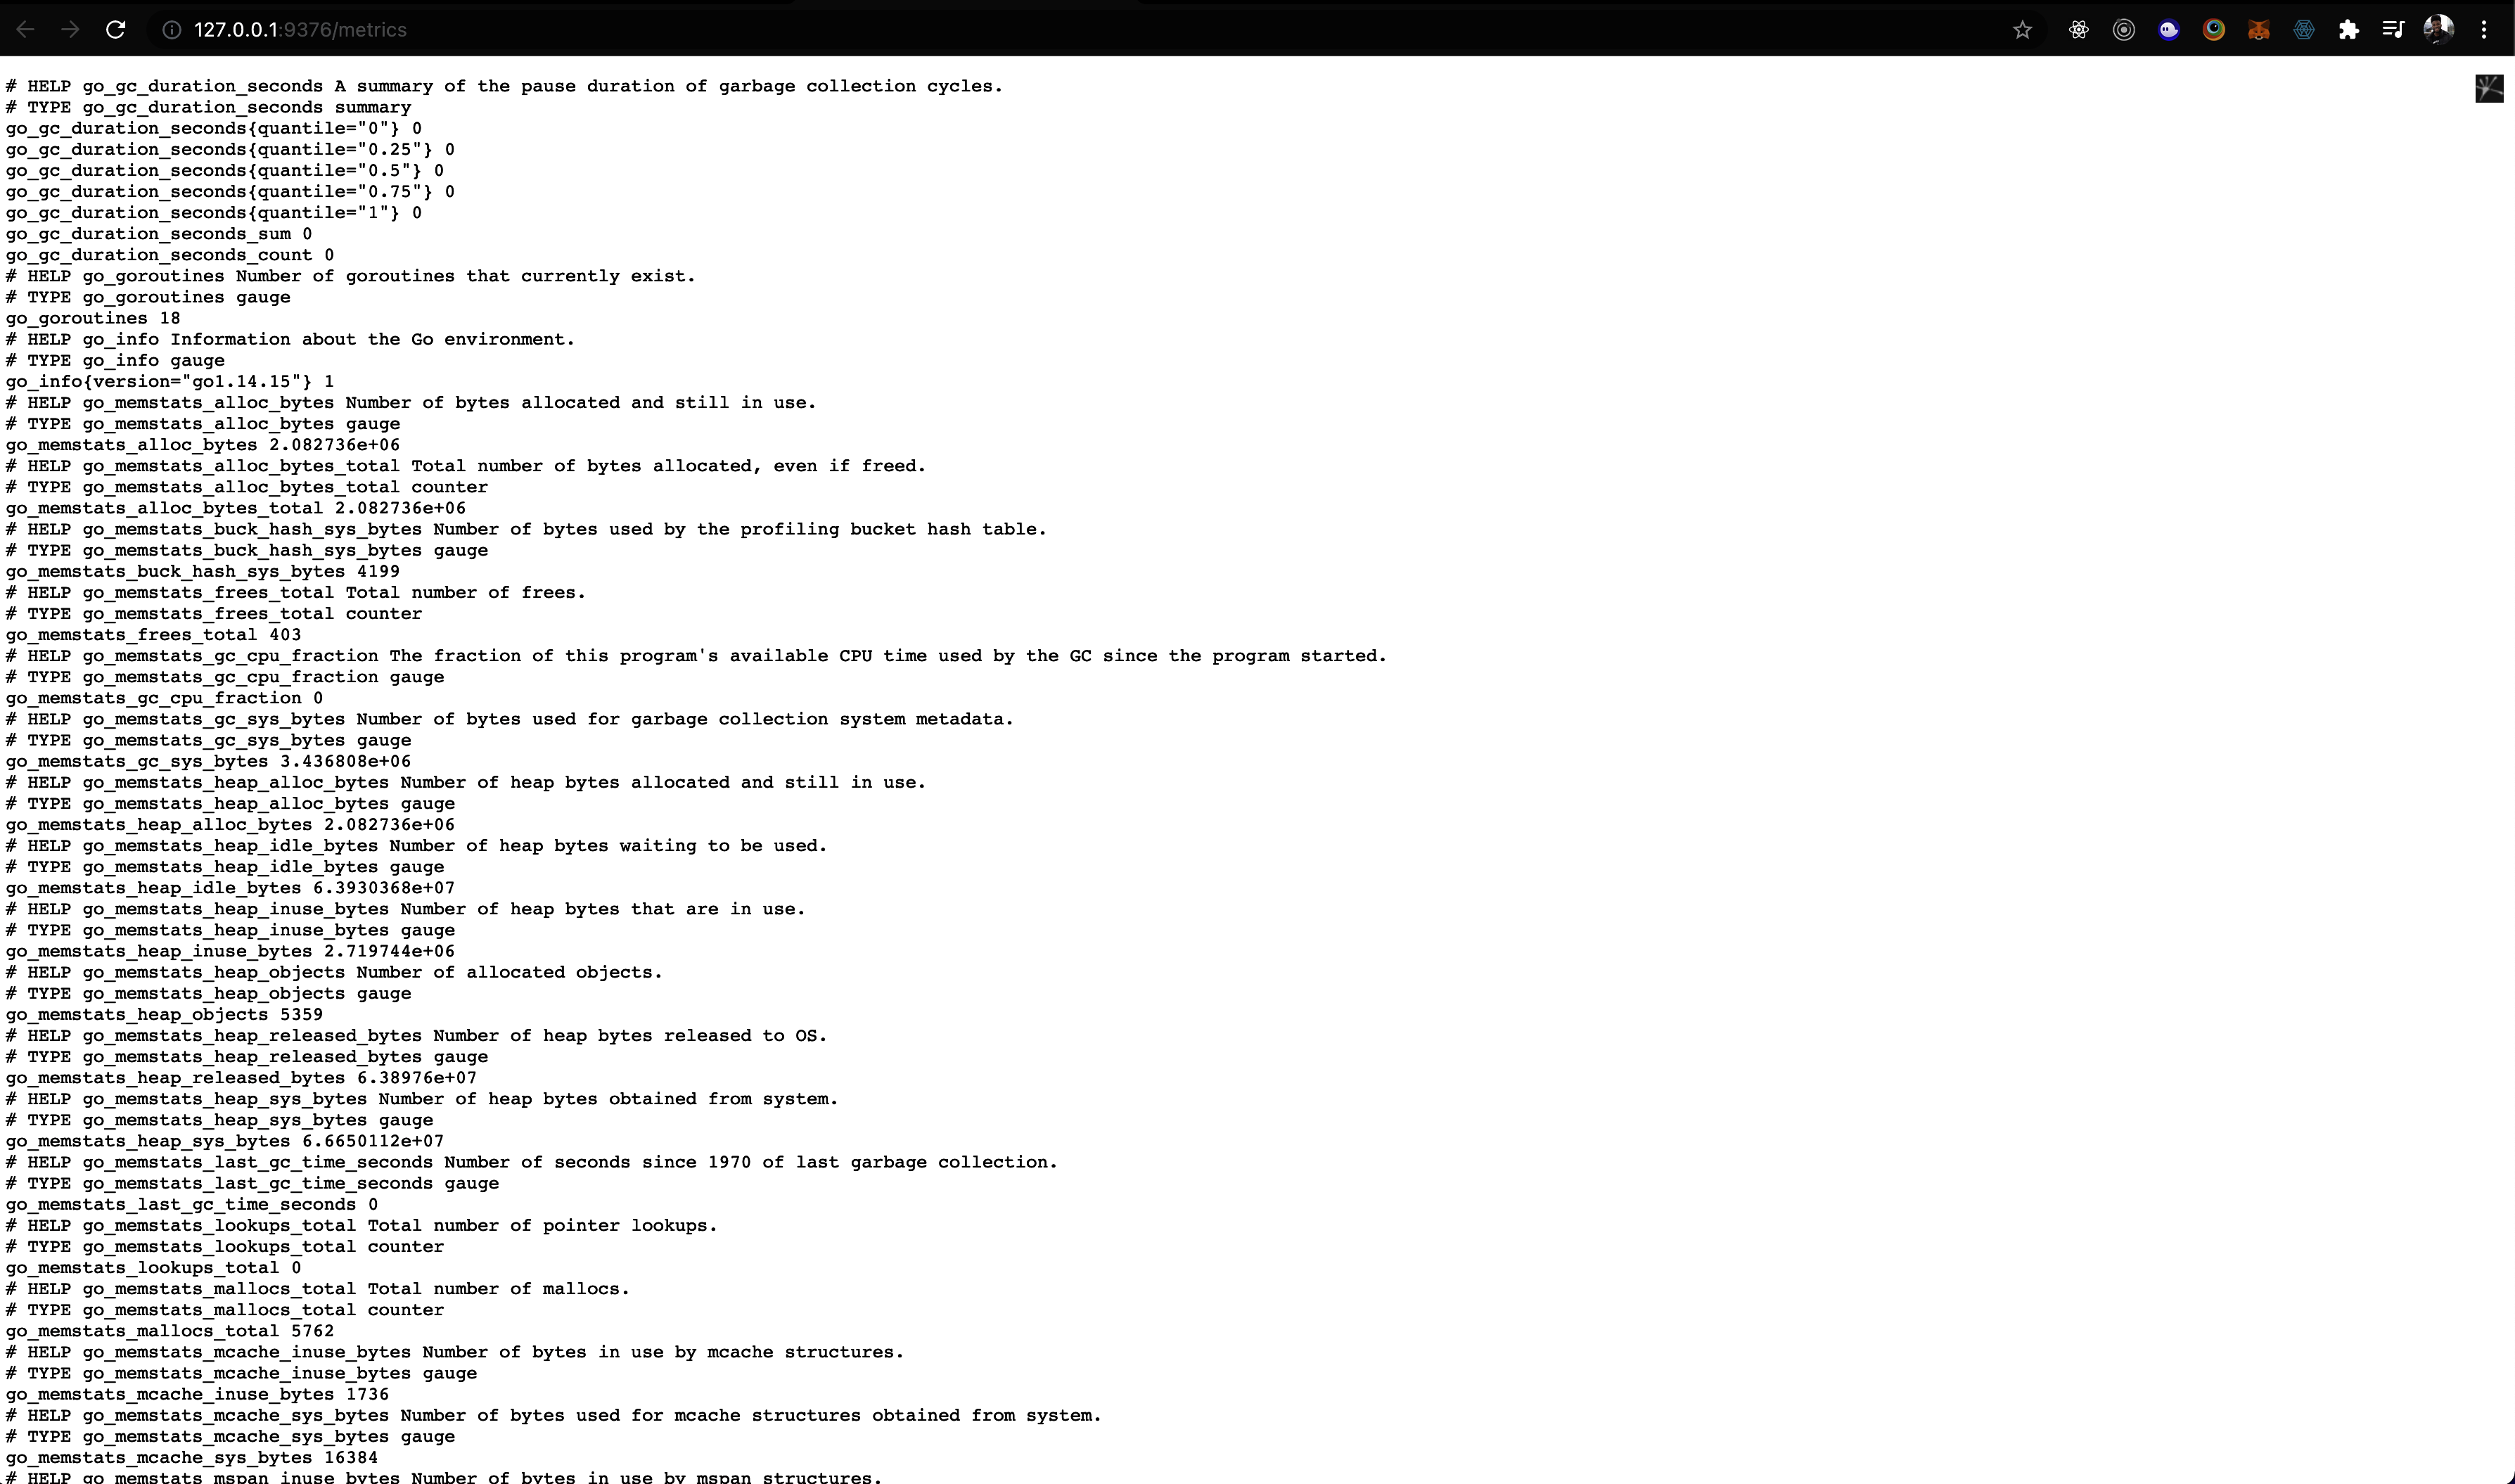 127.0.0.1:9376/metrics
# HELP go_gc_duration_seconds A summary of the pause duration of garbage collection cycles.
# TYPE go_gc_duration_seconds summary
go_gc_duration_seconds{quantile="0"} 0
go_gc_duration_seconds{quantile="0.25"} 0
go_gc_duration_seconds{quantile="0.5"} 0
go_gc_duration_seconds{quantile="0.75"} 0
go_gc_duration_seconds{quantile="1"} 0
go_gc_duration_seconds_sum 0
go_gc_duration_seconds_count 0
# HELP go_goroutines Number of goroutines that currently exist.
# TYPE go_goroutines gauge
go_goroutines 18
# HELP go_info Information about the Go environment.
# TYPE go_info gauge
go_info{version="go1.14.15"} 1
# HELP go_memstats_alloc_bytes Number of bytes allocated and still in use.
# TYPE go_memstats_alloc_bytes gauge
go_memstats_alloc_bytes 2.082736e+06
# HELP go_memstats_alloc_bytes_total Total number of bytes allocated, even if freed.
# TYPE go_memstats_alloc_bytes_total counter
go_memstats_alloc_bytes_total 2.082736e+06
# HELP go_memstats_buck_hash_sys_bytes Number of bytes used by the profiling bucket hash table.
# TYPE go_memstats_buck_hash_sys_bytes gauge
go_memstats_buck_hash_sys_bytes 4199
# HELP go_memstats_frees_total Total number of frees.
# TYPE go_memstats_frees_total counter
go_memstats_frees_total 403
# HELP go_memstats_gc_cpu_fraction The fraction of this program's available CPU time used by the GC since the program started.
# TYPE go_memstats_gc_cpu_fraction gauge
go_memstats_gc_cpu_fraction 0
# HELP go_memstats_gc_sys_bytes Number of bytes used for garbage collection system metadata.
# TYPE go_memstats_gc_sys_bytes gauge
go_memstats_gc_sys_bytes 3.436808e+06
# HELP go_memstats_heap_alloc_bytes Number of heap bytes allocated and still in use.
# TYPE go_memstats_heap_alloc_bytes gauge
go_memstats_heap_alloc_bytes 2.082736e+06
# HELP go_memstats_heap_idle_bytes Number of heap bytes waiting to be used.
# TYPE go_memstats_heap_idle_bytes gauge
go_memstats_heap_idle_bytes 6.3930368e+07
# HELP go_memstats_heap_inuse_bytes Number of heap bytes that are in use.
# TYPE go_memstats_heap_inuse_bytes gauge
go_memstats_heap_inuse_bytes 2.719744e+06
# HELP go_memstats_heap_objects Number of allocated objects.
# TYPE go_memstats_heap_objects gauge
go_memstats_heap_objects 5359
# HELP go_memstats_heap_released_bytes Number of heap bytes released to OS.
# TYPE go_memstats_heap_released_bytes gauge
go_memstats_heap_released_bytes 6.38976e+07
# HELP go_memstats_heap_sys_bytes Number of heap bytes obtained from system.
# TYPE go_memstats_heap_sys_bytes gauge
go_memstats_heap_sys_bytes 6.6650112e+07
# HELP go_memstats_last_gc_time_seconds Number of seconds since 1970 of last garbage collection.
# TYPE go_memstats_last_gc_time_seconds gauge
go_memstats_last_gc_time_seconds 0
# HELP go_memstats_lookups_total Total number of pointer lookups.
# TYPE go_memstats_lookups_total counter
go_memstats_lookups_total 0
# HELP go_memstats_mallocs_total Total number of mallocs.
# TYPE go_memstats_mallocs_total counter
go_memstats_mallocs_total 5762
# HELP go_memstats_mcache_inuse_bytes Number of bytes in use by mcache structures.
# TYPE go_memstats_mcache_inuse_bytes gauge
go_memstats_mcache_inuse_bytes 1736
# HELP go_memstats_mcache_sys_bytes Number of bytes used for mcache structures obtained from system.
# TYPE go_memstats_mcache_sys_bytes gauge
go_memstats_mcache_sys_bytes 16384
# HELP go_memstats_mspan_inuse_bytes Number of bytes in use by mspan structures.